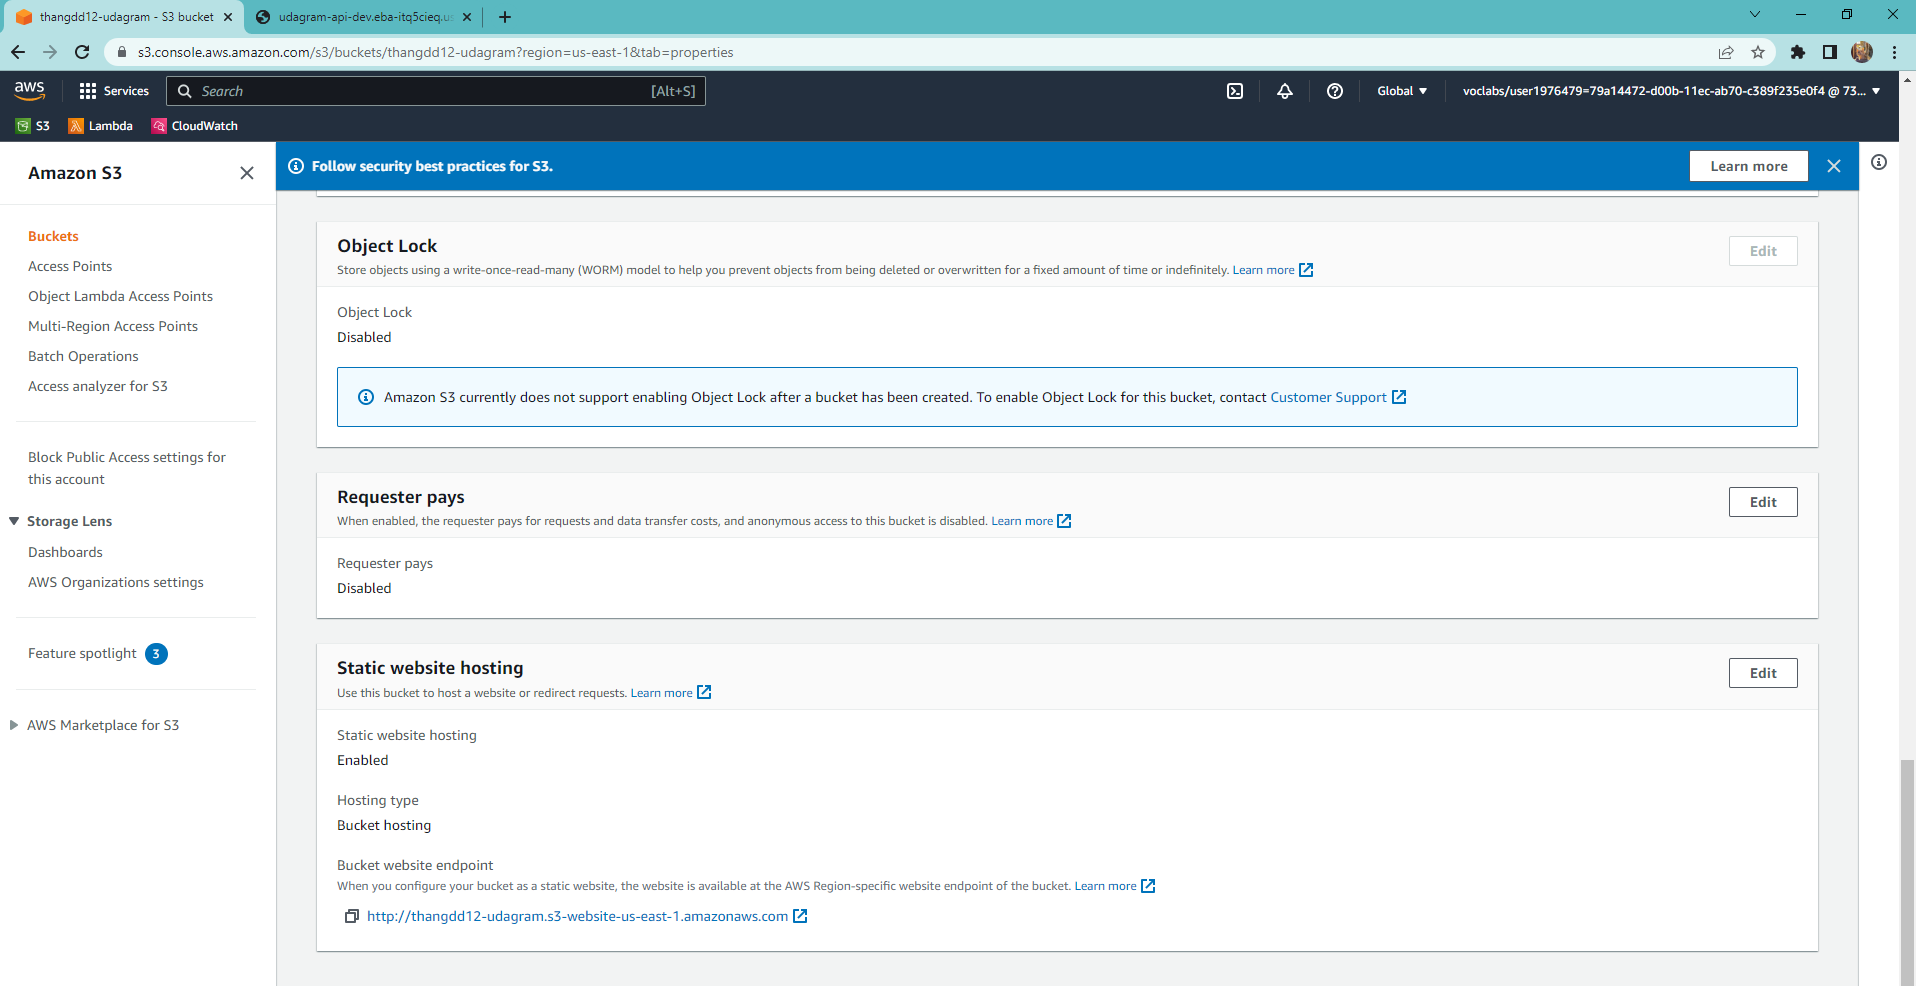 thangdd12-udagram - S3 bucket
udagram-api-dev.eba-itq5cieq.us
s3.console.aws.amazon.com/s3/buckets/thangdd12-udagram?region=us-east-1&tab=properties
aws
Services
Search
[Alt+S]
Global
voclabs/user1976479=79a14472-d00b-11ec-ab70-c389f235e0f4 @ 73...
S3
Lambda
CloudWatch
Amazon S3
Follow security best practices for S3.
Learn more
Buckets
Access Points
Object Lambda Access Points
Multi-Region Access Points
Batch Operations
Access analyzer for S3
Block Public Access settings for
this account
Storage Lens
Dashboards
AWS Organizations settings
Feature spotlight 3
AWS Marketplace for S3
Object Lock
Edit
Store objects using a write-once-read-many (WORM) model to help you prevent objects from being deleted or overwritten for a fixed amount of time or indefinitely. Learn more
Object Lock
Disabled
Amazon S3 currently does not support enabling Object Lock after a bucket has been created. To enable Object Lock for this bucket, contact Customer Support
Requester pays
Edit
When enabled, the requester pays for requests and data transfer costs, and anonymous access to this bucket is disabled. Learn more
Requester pays
Disabled
Static website hosting
Edit
Use this bucket to host a website or redirect requests. Learn more
Static website hosting
Enabled
Hosting type
Bucket hosting
Bucket website endpoint
When you configure your bucket as a static website, the website is available at the AWS Region-specific website endpoint of the bucket. Learn more
http://thangdd12-udagram.s3-website-us-east-1.amazonaws.com